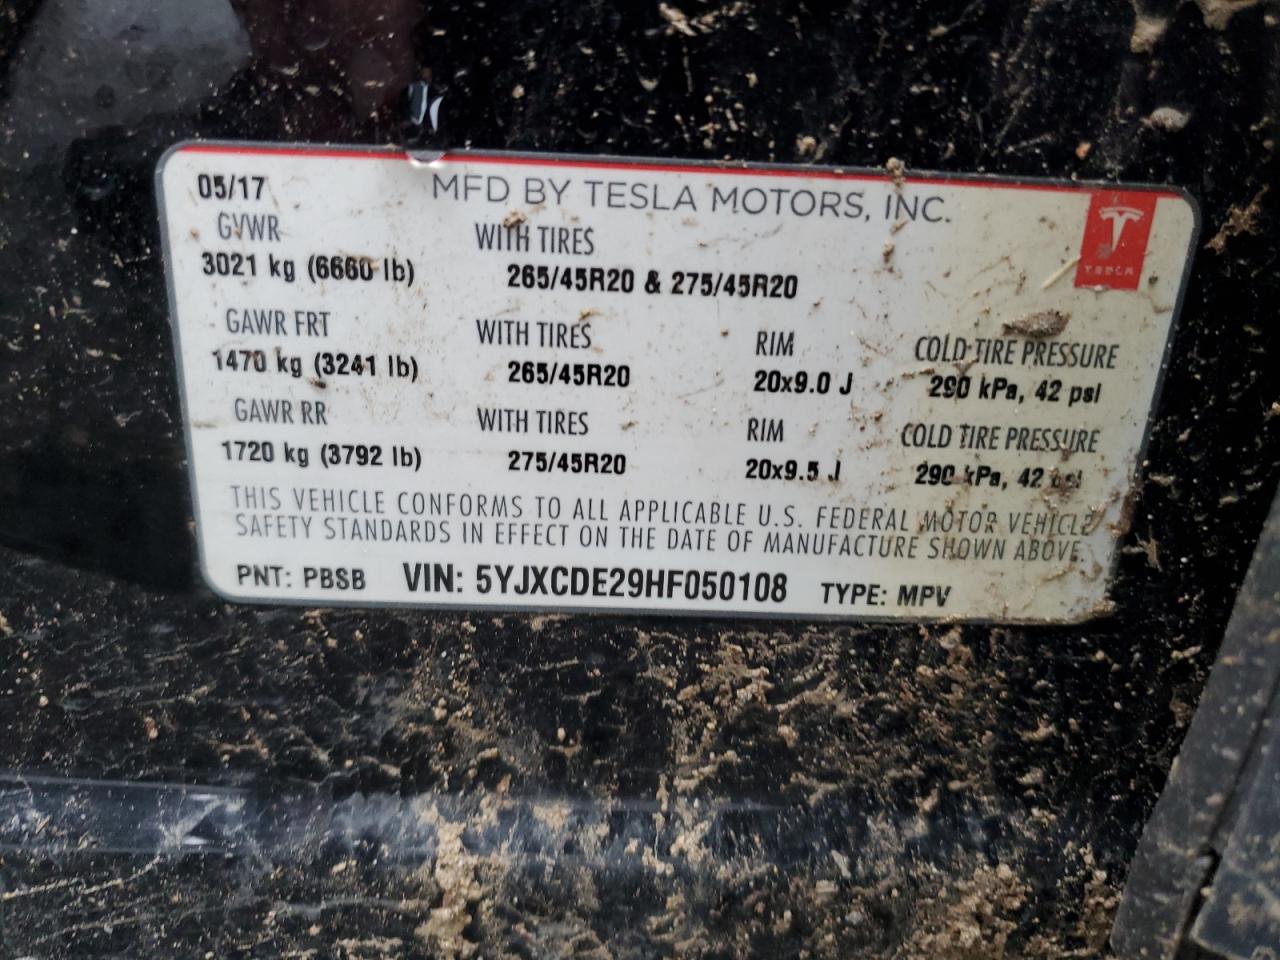 05/17 MFD BY TESLA MOTORS, INC.
TESLA
GVWR WITH TIRES
3021 kg (6660 lb) 265/45R20 & 275/45R20
GAWR FRT WITH TIRES RIM COLD TIRE PRESSURE
1470 kg (3241 lb) 265/45R20 20x9.0 J 290 kPa, 42 psi
GAWR RR WITH TIRES RIM COLD TIRE PRESSURE
1720 kg (3792 lb) 275/45R20 20x9.5 J 290 kPa, 42 psi
THIS VEHICLE CONFORMS TO ALL APPLICABLE U.S. FEDERAL MOTOR VEHICLE
SAFETY STANDARDS IN EFFECT ON THE DATE OF MANUFACTURE SHOWN ABOVE.
PNT: PBSB VIN: 5YJXCDE29HF050108 TYPE: MPV